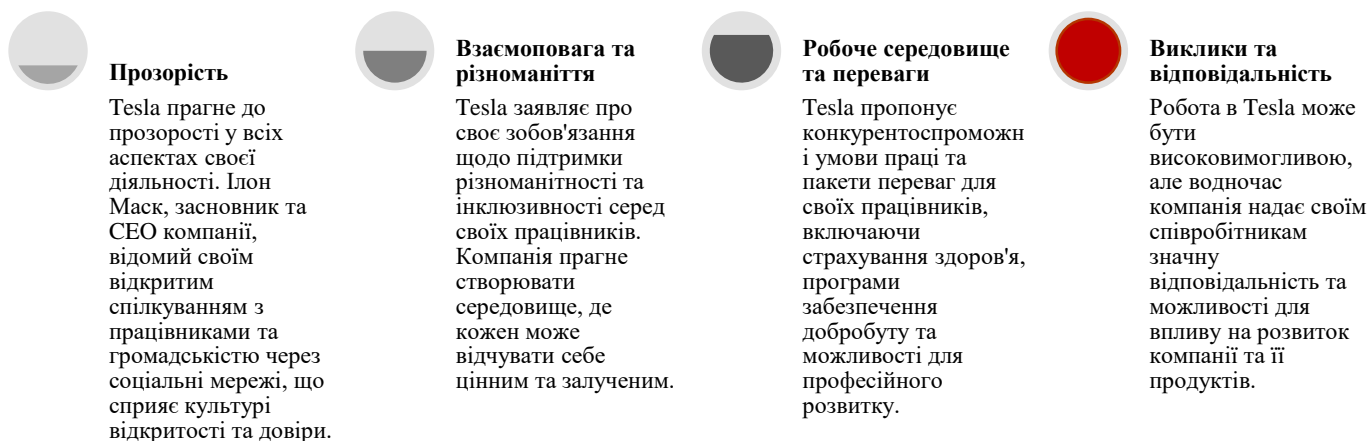 Прозорість
Tesla прагне до
прозорості у всіх
аспектах своєї
діяльності. Ілон
Маск, засновник та
CEO компанії,
відомий своїм
відкритим
спілкуванням з
працівниками та
громадськістю через
соціальні мережі, що
сприяє культурі
відкритості та довіри.
Взаємоповага та
різноманіття
Tesla заявляє про
своє зобов'язання
щодо підтримки
різноманітності та
інклюзивності серед
своїх працівників.
Компанія прагне
створювати
середовище, де
кожен може
відчувати себе
цінним та залученим.
Робоче середовище
та переваги
Tesla пропонує
конкурентоспроможн
і умови праці та
пакети переваг для
своїх працівників,
включаючи
страхування здоров'я,
програми
забезпечення
добробуту та
можливості для
професійного
розвитку.
Виклики та
відповідальність
Робота в Tesla може
бути
високовимогливою,
але водночас
компанія надає своїм
співробітникам
значну
відповідальність та
можливості для
впливу на розвиток
компанії та її
продуктів.